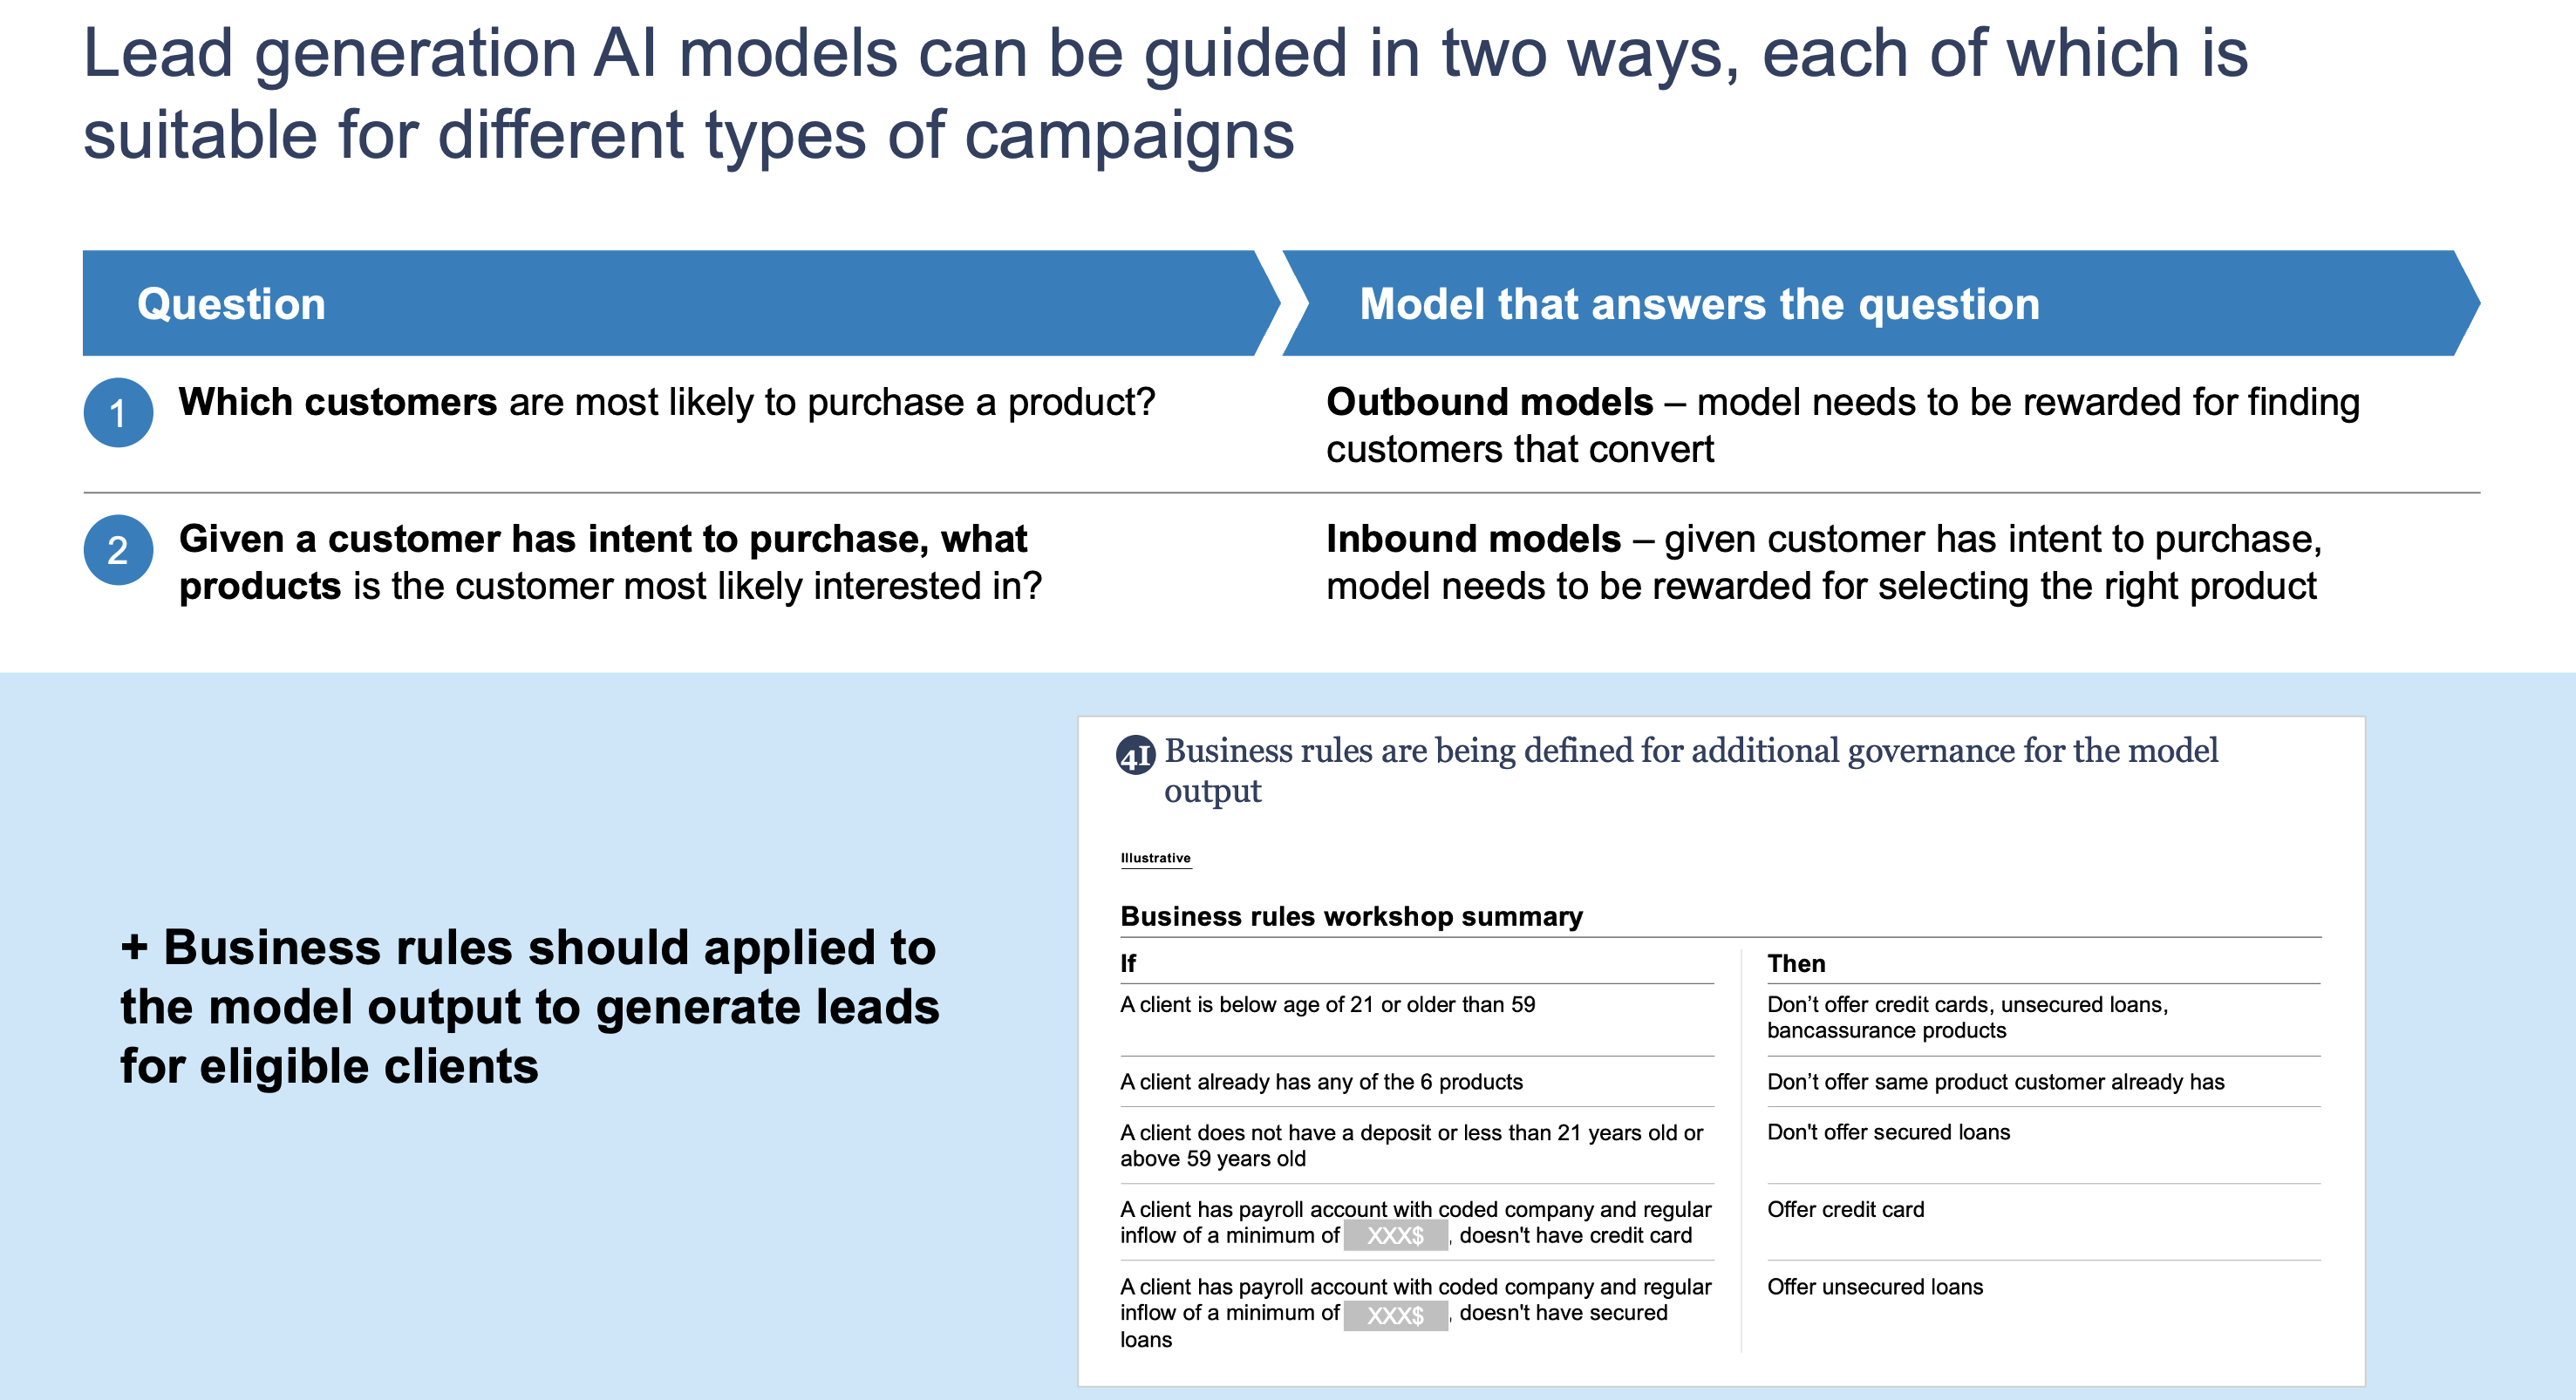 Lead generation AI models can be guided in two ways, each of which is
suitable for different types of campaigns
Question
Model that answers the question
1
Which customers are most likely to purchase a product?
Outbound models – model needs to be rewarded for finding
customers that convert
2
Given a customer has intent to purchase, what
products is the customer most likely interested in?
Inbound models – given customer has intent to purchase,
model needs to be rewarded for selecting the right product
+ Business rules should applied to
the model output to generate leads
for eligible clients
4I
Business rules are being defined for additional governance for the model
output
Illustrative
Business rules workshop summary
If
Then
A client is below age of 21 or older than 59
Don’t offer credit cards, unsecured loans,
bancassurance products
A client already has any of the 6 products
Don’t offer same product customer already has
A client does not have a deposit or less than 21 years old or
above 59 years old
Don't offer secured loans
A client has payroll account with coded company and regular
inflow of a minimum of XXX$ , doesn't have credit card
Offer credit card
A client has payroll account with coded company and regular
inflow of a minimum of XXX$ , doesn't have secured
loans
Offer unsecured loans